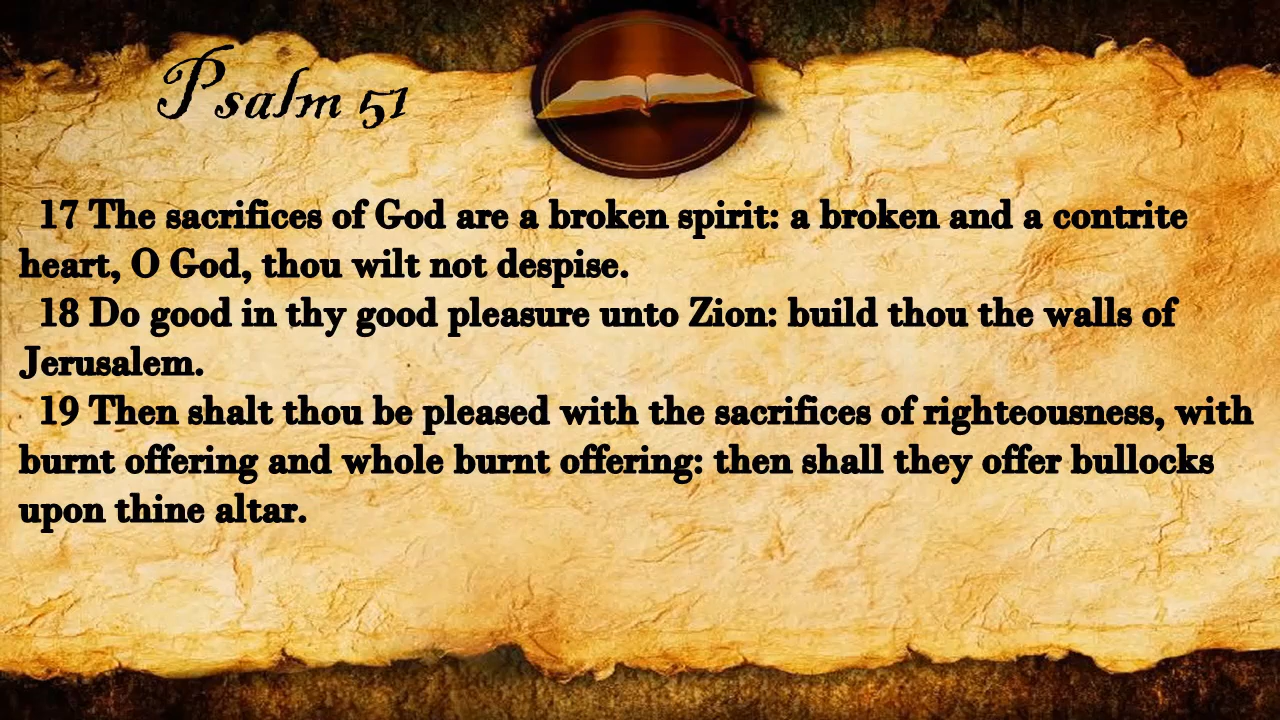 Psalm 51
17 The sacrifices of God are a broken spirit: a broken and a contrite
heart, O God, thou wilt not despise.
18 Do good in thy good pleasure unto Zion: build thou the walls of
Jerusalem.
19 Then shalt thou be pleased with the sacrifices of righteousness, with
burnt offering and whole burnt offering: then shall they offer bullocks
upon thine altar.